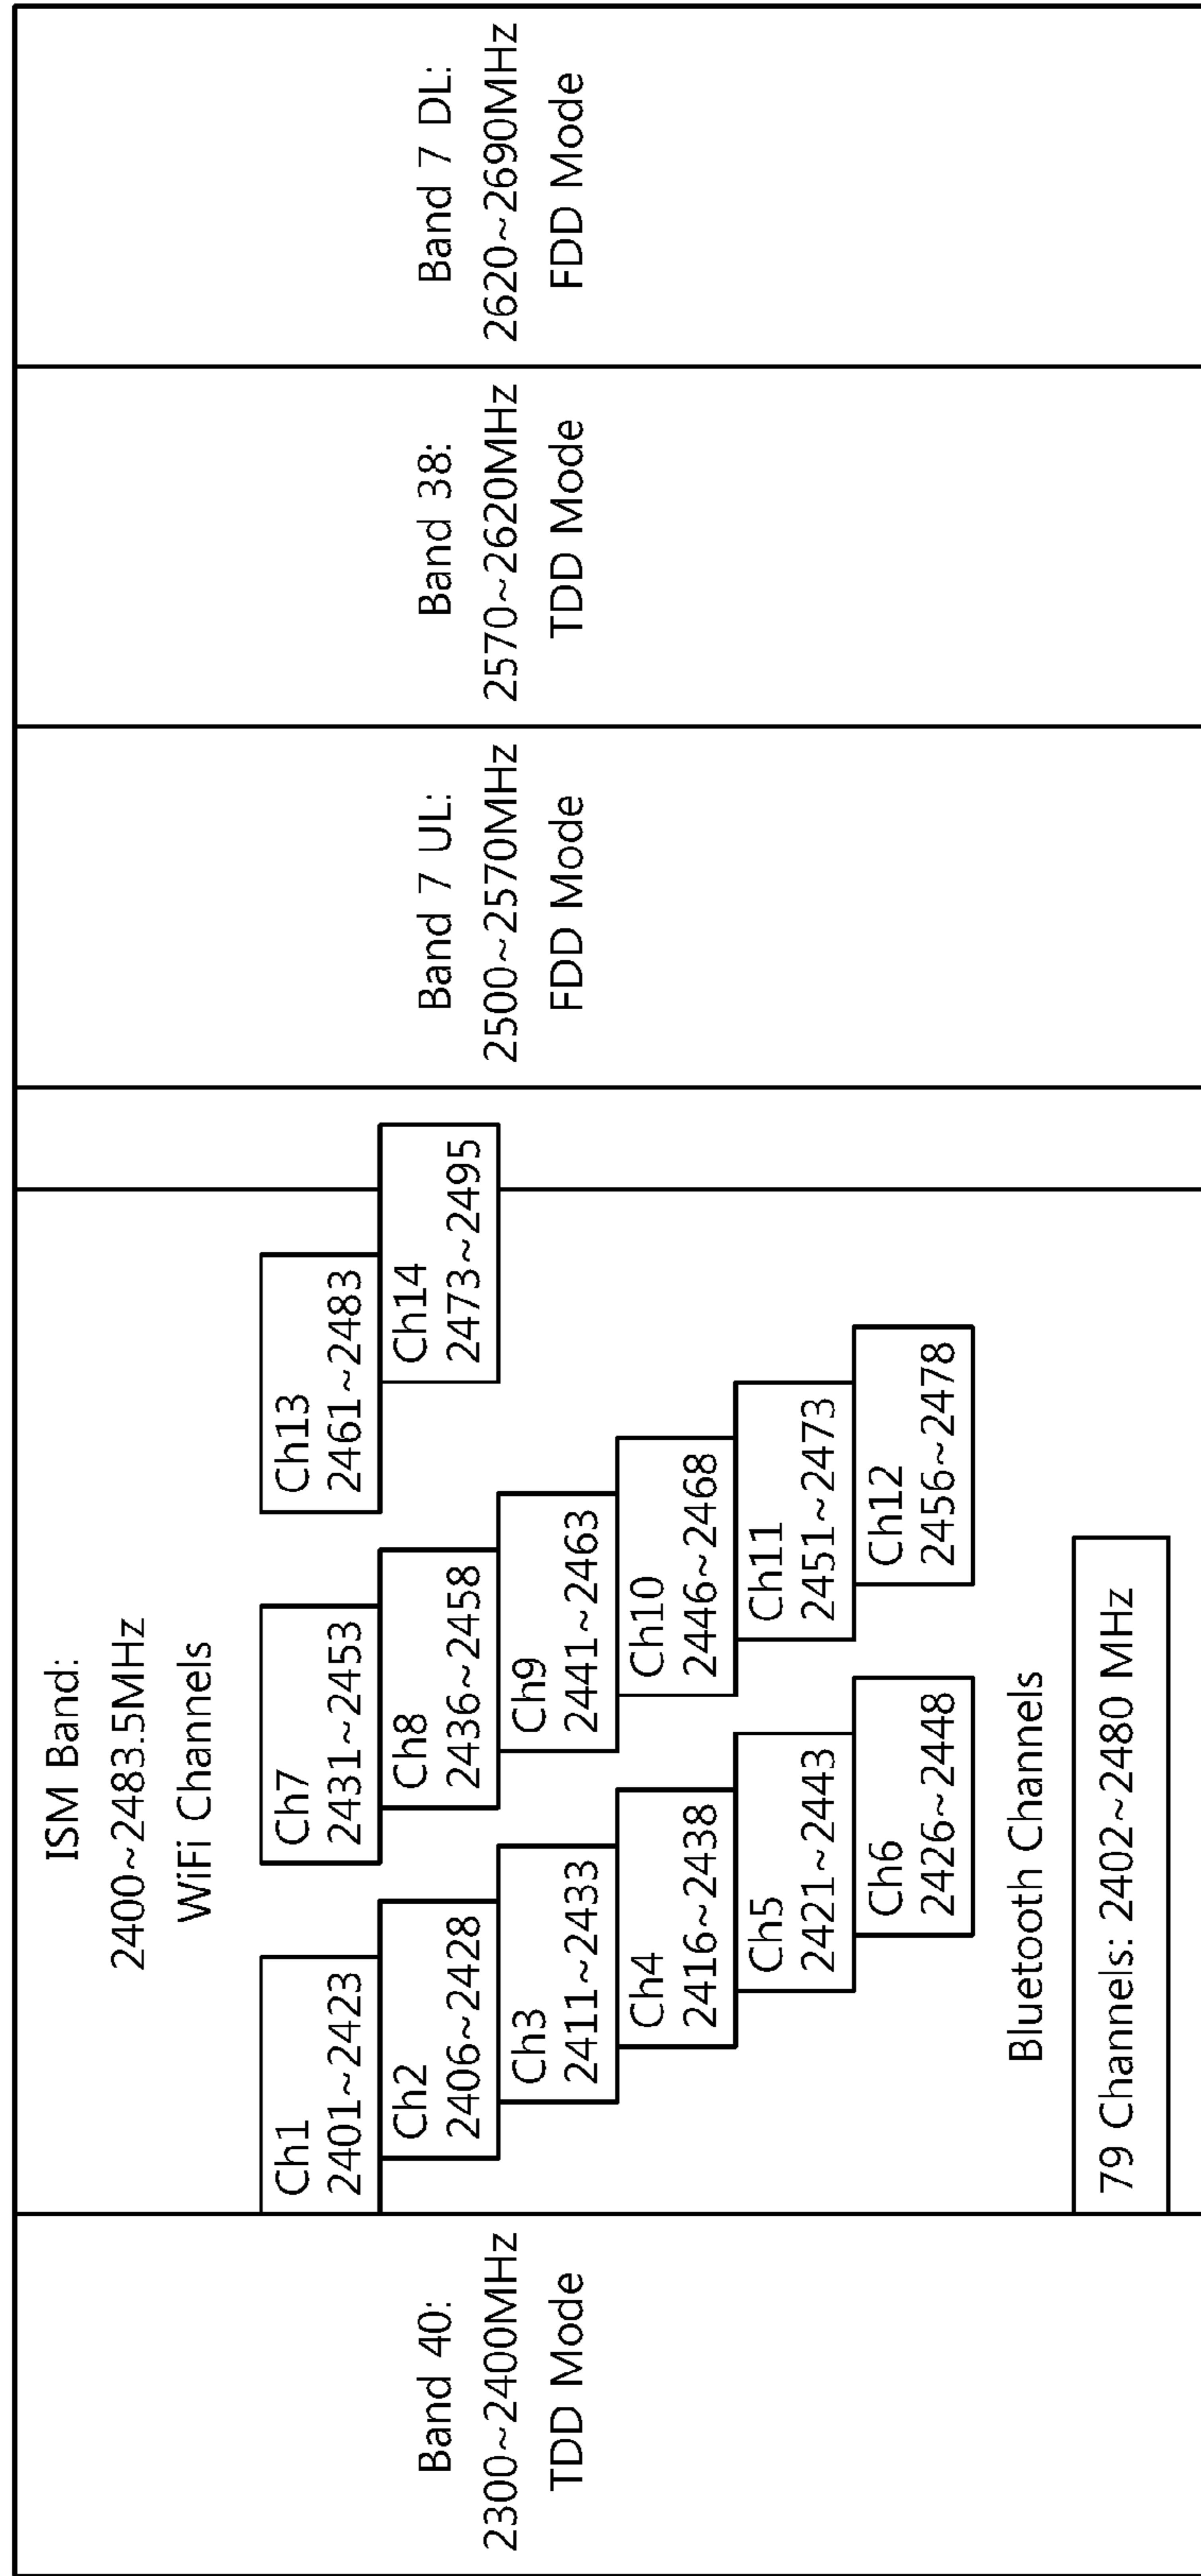 Band 40:
2300~2400MHz
TDD Mode
ISM Band:
2400~2483.5MHz
WiFi Channels
Ch1
2401~2423
Ch2
2406~2428
Ch3
2411~2433
Ch4
2416~2438
Ch5
2421~2443
Ch6
2426~2448
Ch7
2431~2453
Ch8
2436~2458
Ch9
2441~2463
Ch10
2446~2468
Ch11
2451~2473
Ch12
2456~2478
Ch13
2461~2483
Ch14
2473~2495
Bluetooth Channels
79 Channels: 2402~2480 MHz
Band 7 UL:
2500~2570MHz
FDD Mode
Band 38:
2570~2620MHz
TDD Mode
Band 7 DL:
2620~2690MHz
FDD Mode